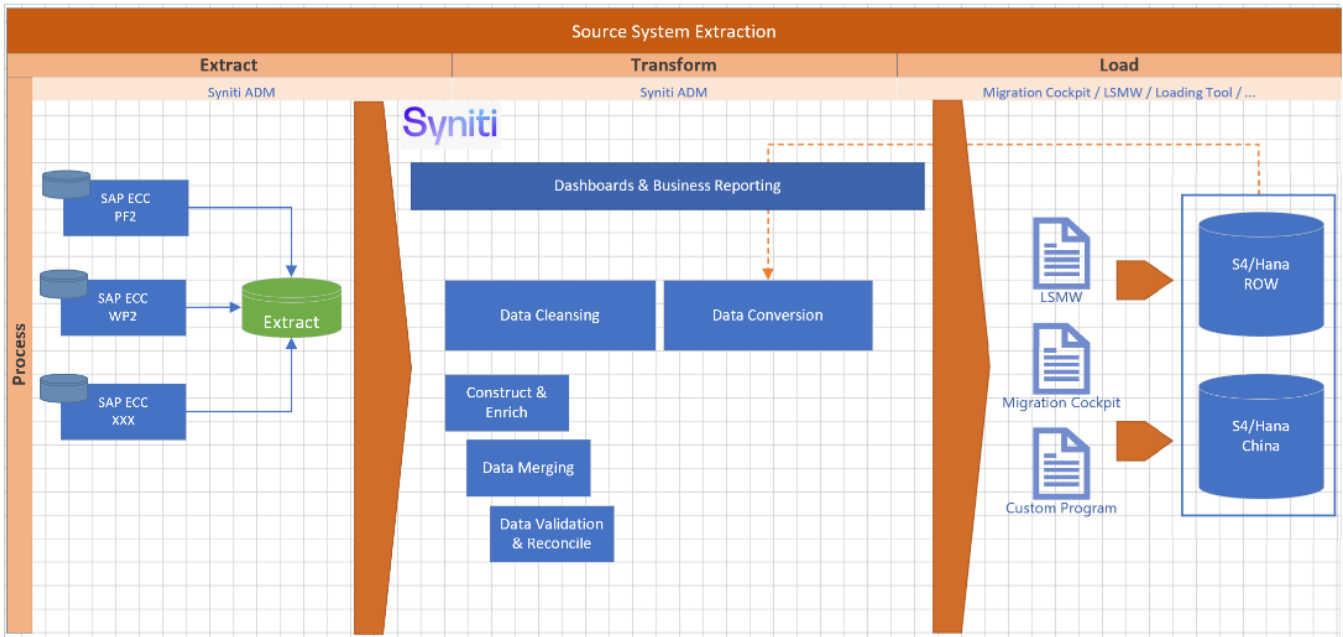 Source System Extraction
Extract
Transform
Load
Syniti ADM
Syniti ADM
Migration Cockpit / LSMW / Loading Tool / ...
Process
Syniti
Dashboards & Business Reporting
SAP ECC
PF2
SAP ECC
WP2
SAP ECC
XXX
Extract
Data Cleansing
Data Conversion
Construct &
Enrich
Data Merging
Data Validation
& Reconcile
LSMW
Migration Cockpit
Custom Program
S4/Hana
ROW
S4/Hana
China